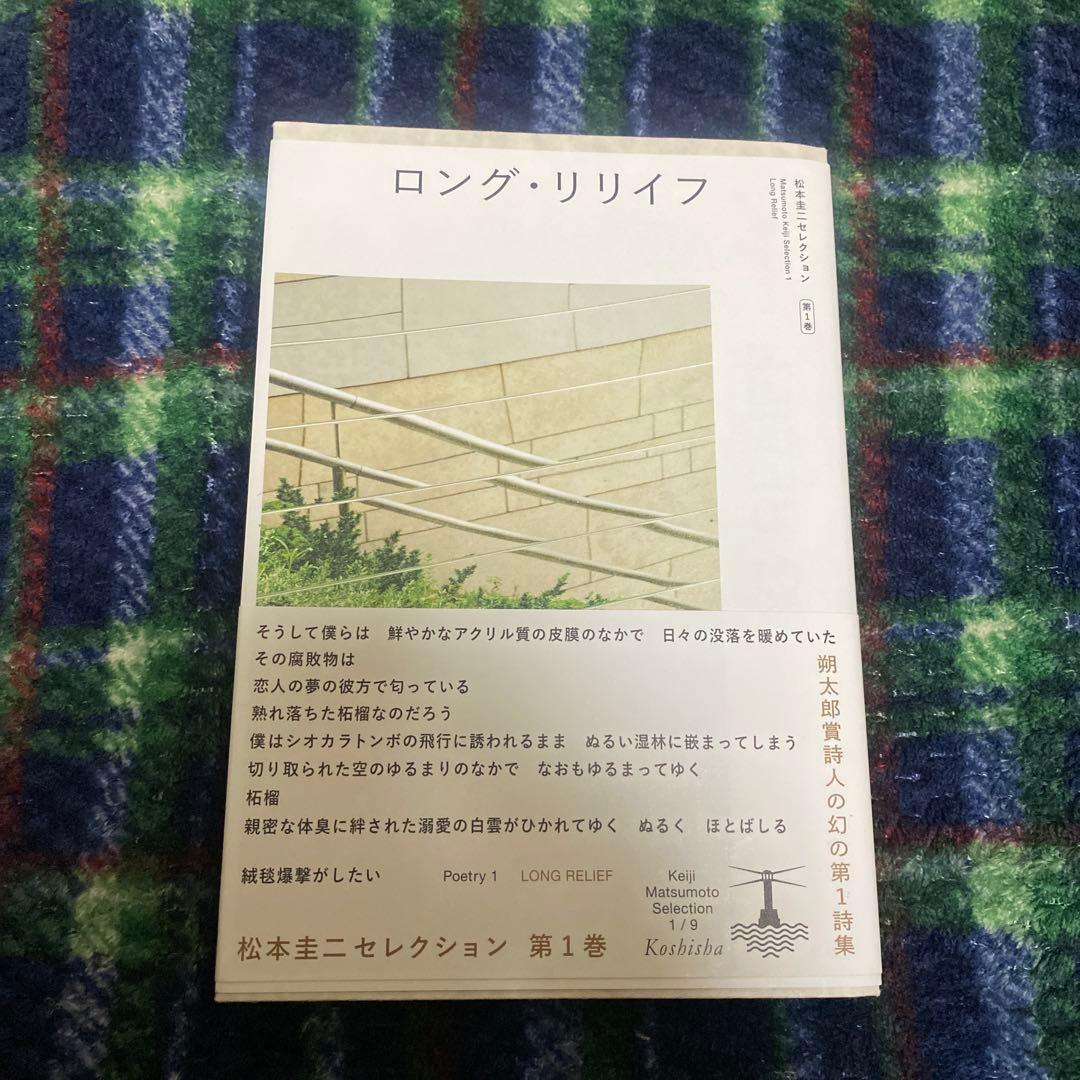 ロング・リリイフ
松本圭二セレクション
Matsumoto Keiji Selection 1
Long Relief
第1巻
そうして僕らは　鮮やかなアクリル質の皮膜のなかで　日々の没落を暖めていた
その腐敗物は
恋人の夢の彼方で匂っている
熟れ落ちた柘榴なのだろう
僕はシオカラトンボの飛行に誘われるまま　ぬるい湿林に嵌まってしまう
切り取られた空のゆるまりのなかで　なおもゆるまってゆく
柘榴
親密な体臭に絆された溺愛の白雲がひかれてゆく　ぬるく　ほとばしる
絨毯爆撃がしたい
Poetry 1　LONG RELIEF
Keiji
Matsumoto
Selection
1 / 9
Koshisha
松本圭二セレクション　第1巻
朔太郎賞詩人の幻の第1詩集